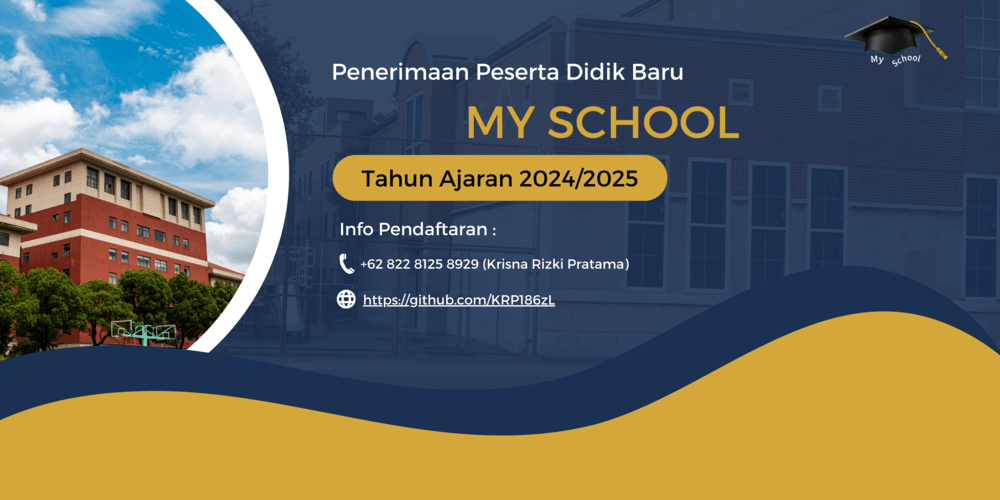 My School
Penerimaan Peserta Didik Baru
MY SCHOOL
Tahun Ajaran 2024/2025
Info Pendaftaran :
+62 822 8125 8929 (Krisna Rizki Pratama)
https://github.com/KRP186zL